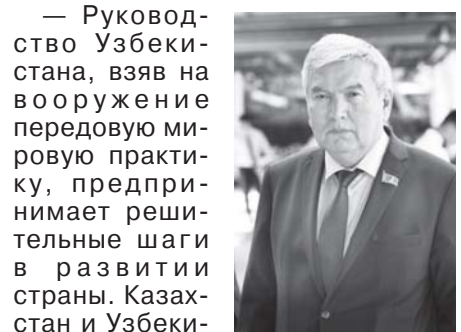 — Руковод-
ство Узбеки-
стана, взяв на
вооружение
передовую ми-
ровую практи-
ку, предпри-
нимает реши-
тельные шаги
в развитии
страны. Казах-
стан и Узбеки-